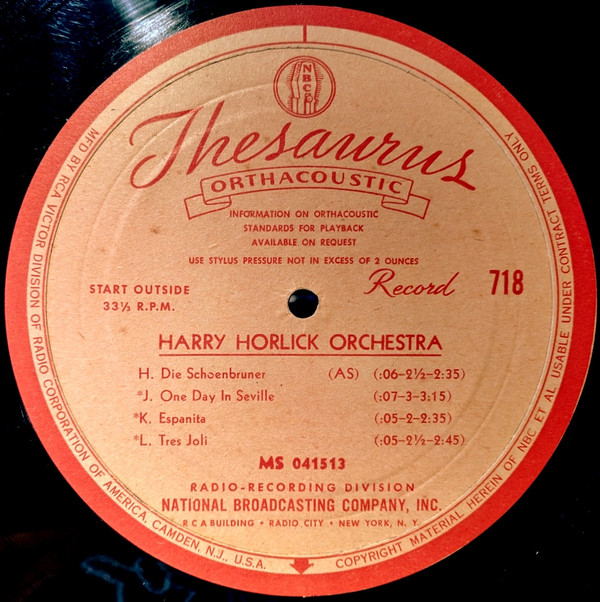 NBC
Thesaurus
ORTHACOUSTIC
INFORMATION ON ORTHACOUSTIC
STANDARDS FOR PLAYBACK
AVAILABLE ON REQUEST
USE STYLUS PRESSURE NOT IN EXCESS OF 2 OUNCES
START OUTSIDE
33⅓ R.P.M.
Record 718
HARRY HORLICK ORCHESTRA
H. Die Schoenbruner (AS) (:06-2½-2:35)
*J. One Day In Seville (:07-3-3:15)
*K. Espanita (:05-2-2:35)
*L. Tres Joli (:05-2½-2:45)
MS 041513
RADIO-RECORDING DIVISION
NATIONAL BROADCASTING COMPANY, INC.
RCA BUILDING • RADIO CITY • NEW YORK, N. Y.
MFD BY RCA VICTOR DIVISION OF RADIO CORPORATION OF AMERICA, CAMDEN, N.J., U.S.A.
COPYRIGHT MATERIAL HEREIN OF NBC ET AL USABLE UNDER CONTRACT TERMS ONLY